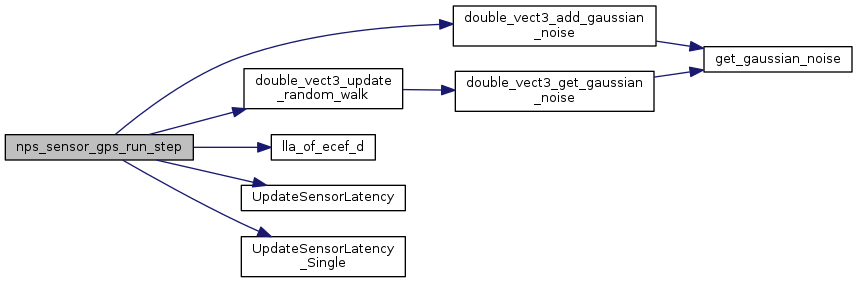 double_vect3_add_gaussian
_noise
get_gaussian_noise
double_vect3_update
_random_walk
double_vect3_get_gaussian
_noise
nps_sensor_gps_run_step
lla_of_ecef_d
UpdateSensorLatency
UpdateSensorLatency
_Single